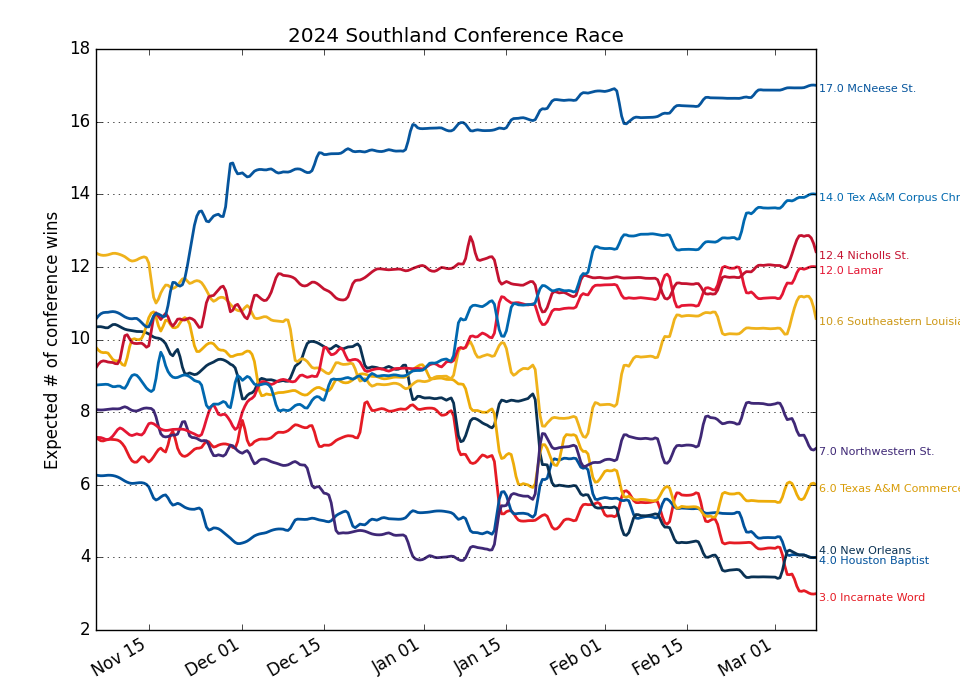 2024 Southland Conference Race
Expected # of conference wins
18
16
14
12
10
8
6
4
2
Nov 15
Dec 01
Dec 15
Jan 01
Jan 15
Feb 01
Feb 15
Mar 01
17.0 McNeese St.
14.0 Tex A&M Corpus Chr
12.4 Nicholls St.
12.0 Lamar
10.6 Southeastern Louisia
7.0 Northwestern St.
6.0 Texas A&M Commerce
4.0 New Orleans
4.0 Houston Baptist
3.0 Incarnate Word